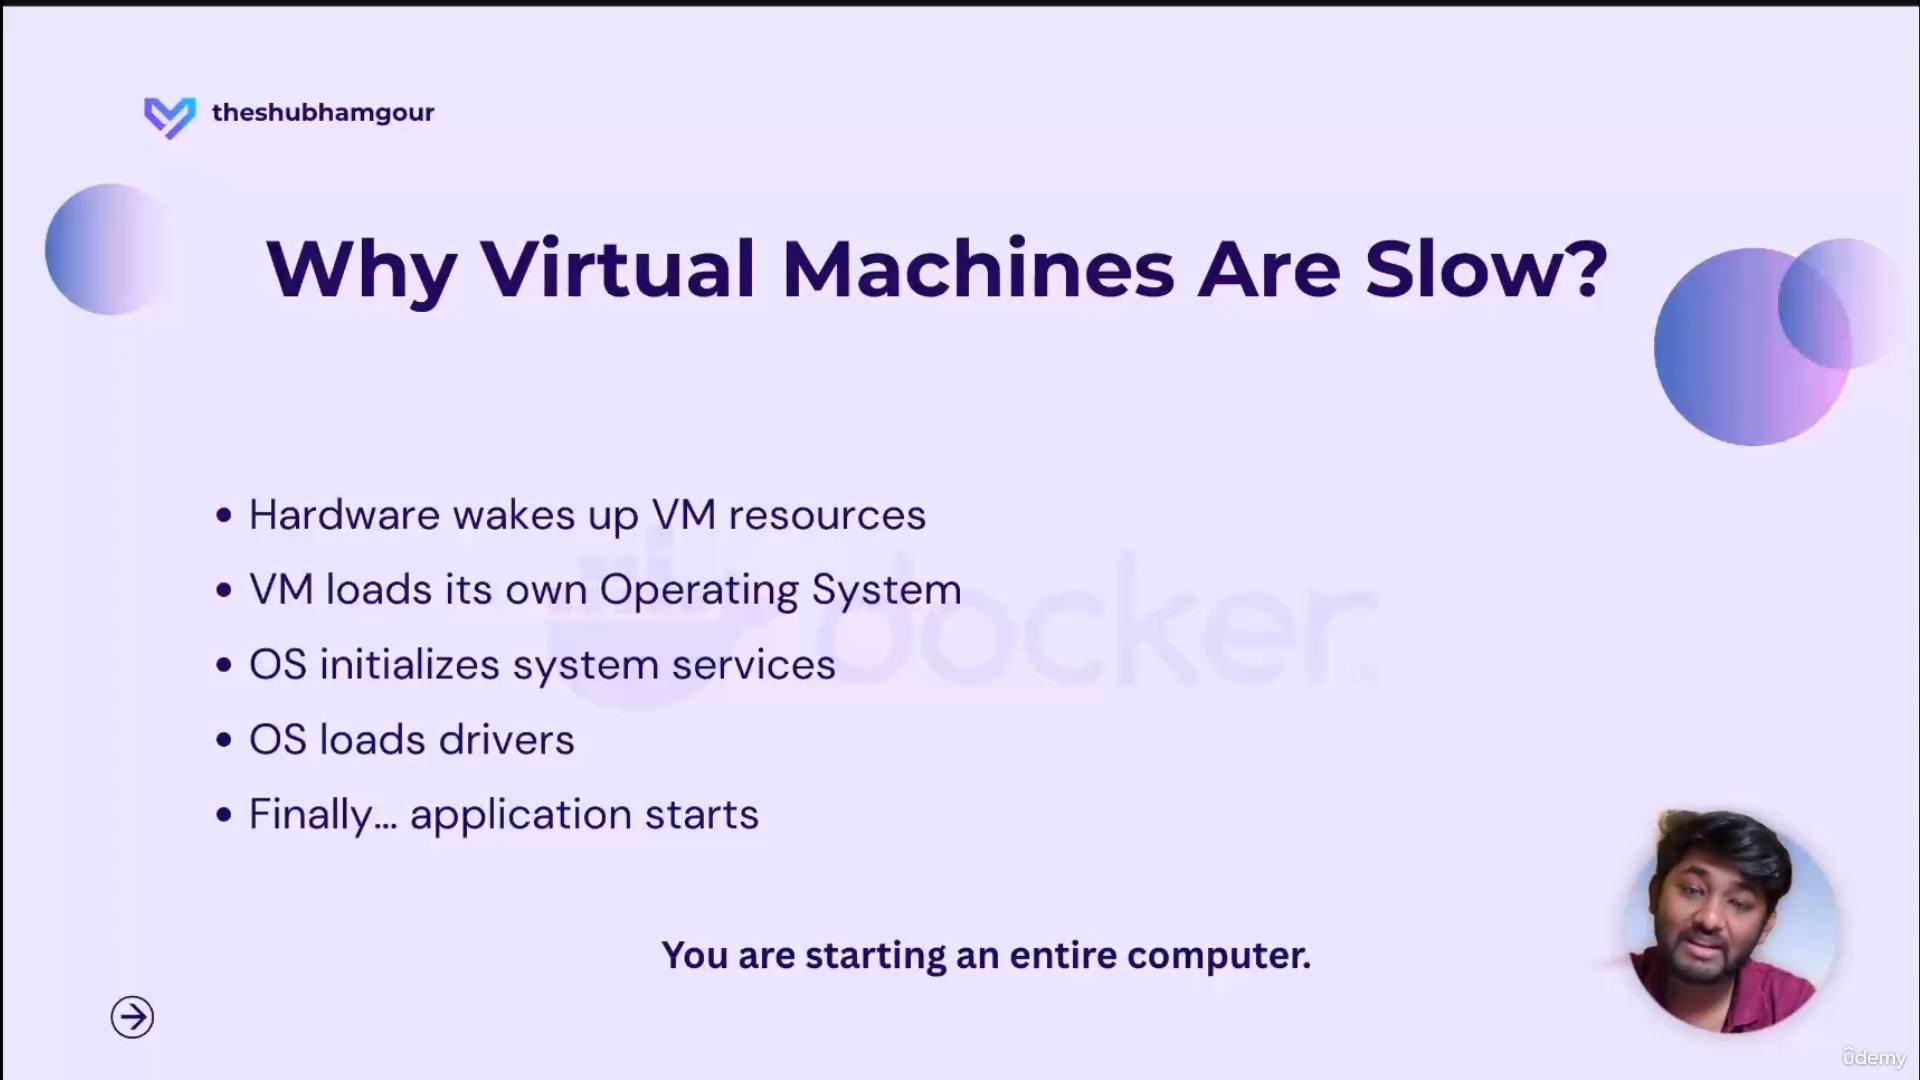 theshubhamgour
Why Virtual Machines Are Slow?
• Hardware wakes up VM resources
• VM loads its own Operating System
docker.
• OS initializes system services
• OS loads drivers
• Finally... application starts
You are starting an entire computer.
ûdemy